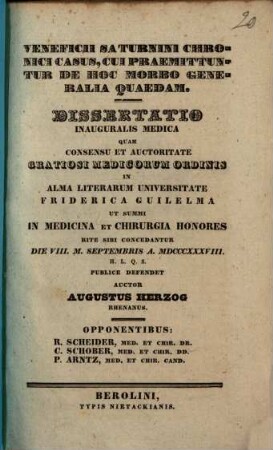 20
VENEFICII SATURNINI CHRO-
NICI CASUS, CUI PRAEMITTUN-
TUR DE HOC MORBO GENE-
RALIA QUAEDAM.
DISSERTATIO
INAUGURALIS MEDICA
QUAM
CONSENSU ET AUCTORITATE
GRATIOSI MEDICORUM ORDINIS
IN
ALMA LITERARUM UNIVERSITATE
FRIDERICA GUILELMA
UT SUMMI
IN MEDICINA ET CHIRURGIA HONORES
RITE SIBI CONCEDANTUR
DIE VIII. M. SEPTEMBRIS A. MDCCCXXXVIII.
H. L. Q. S.
PUBLICE DEFENDET
AUCTOR
AUGUSTUS HERZOG
RHENANUS.
OPPONENTIBUS:
R. SCHEIDER, MED. ET CHIR. DR.
C. SCHOBER, MED. ET CHIR. DD.
P. ARNTZ, MED. ET CHIR. CAND.
BEROLINI,
TYPIS NIETACKIANIS.